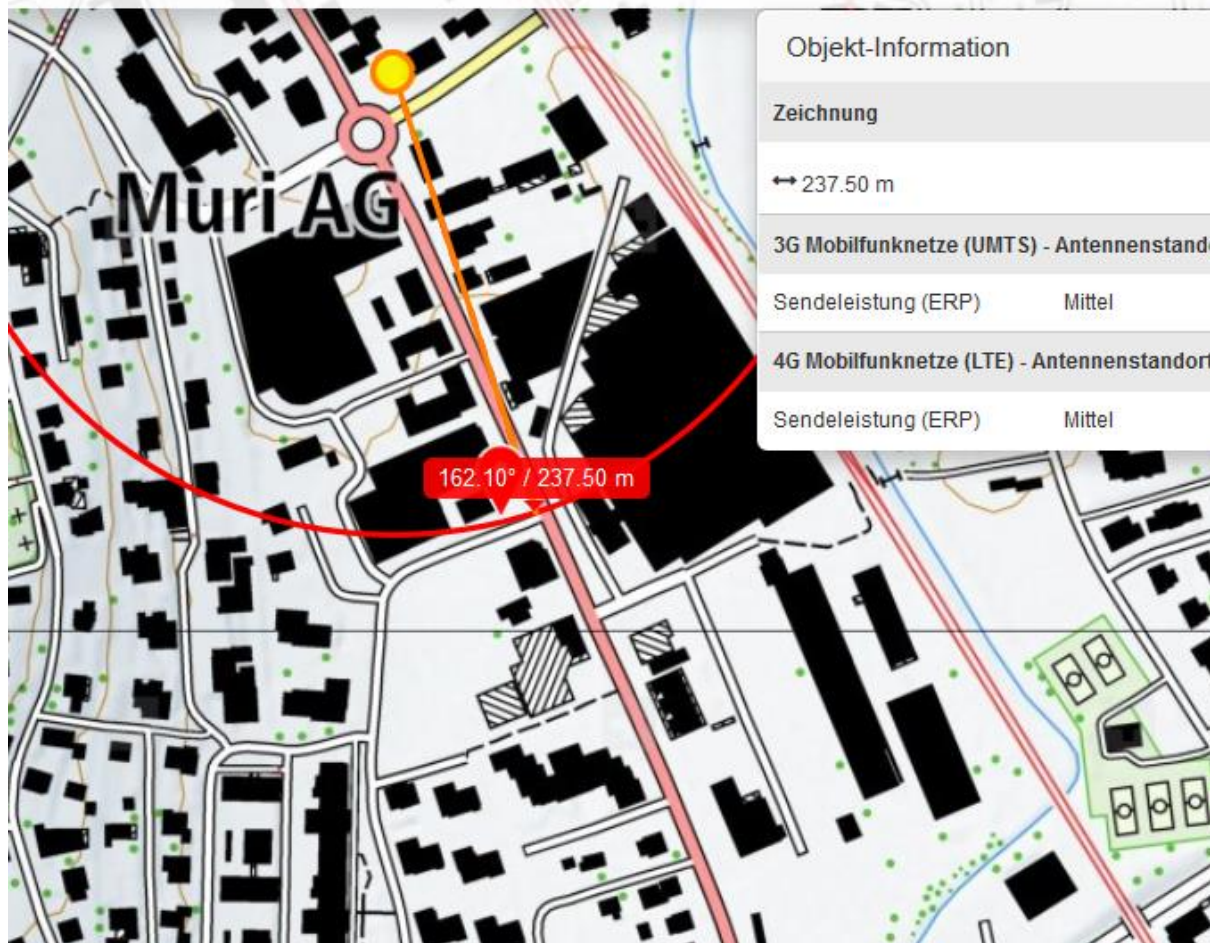 Objekt-Information
Zeichnung
↔ 237.50 m
3G Mobilfunknetze (UMTS) - Antennenstand
Sendeleistung (ERP) Mittel
4G Mobilfunknetze (LTE) - Antennenstandort
Sendeleistung (ERP) Mittel
Muri AG
162.10° / 237.50 m